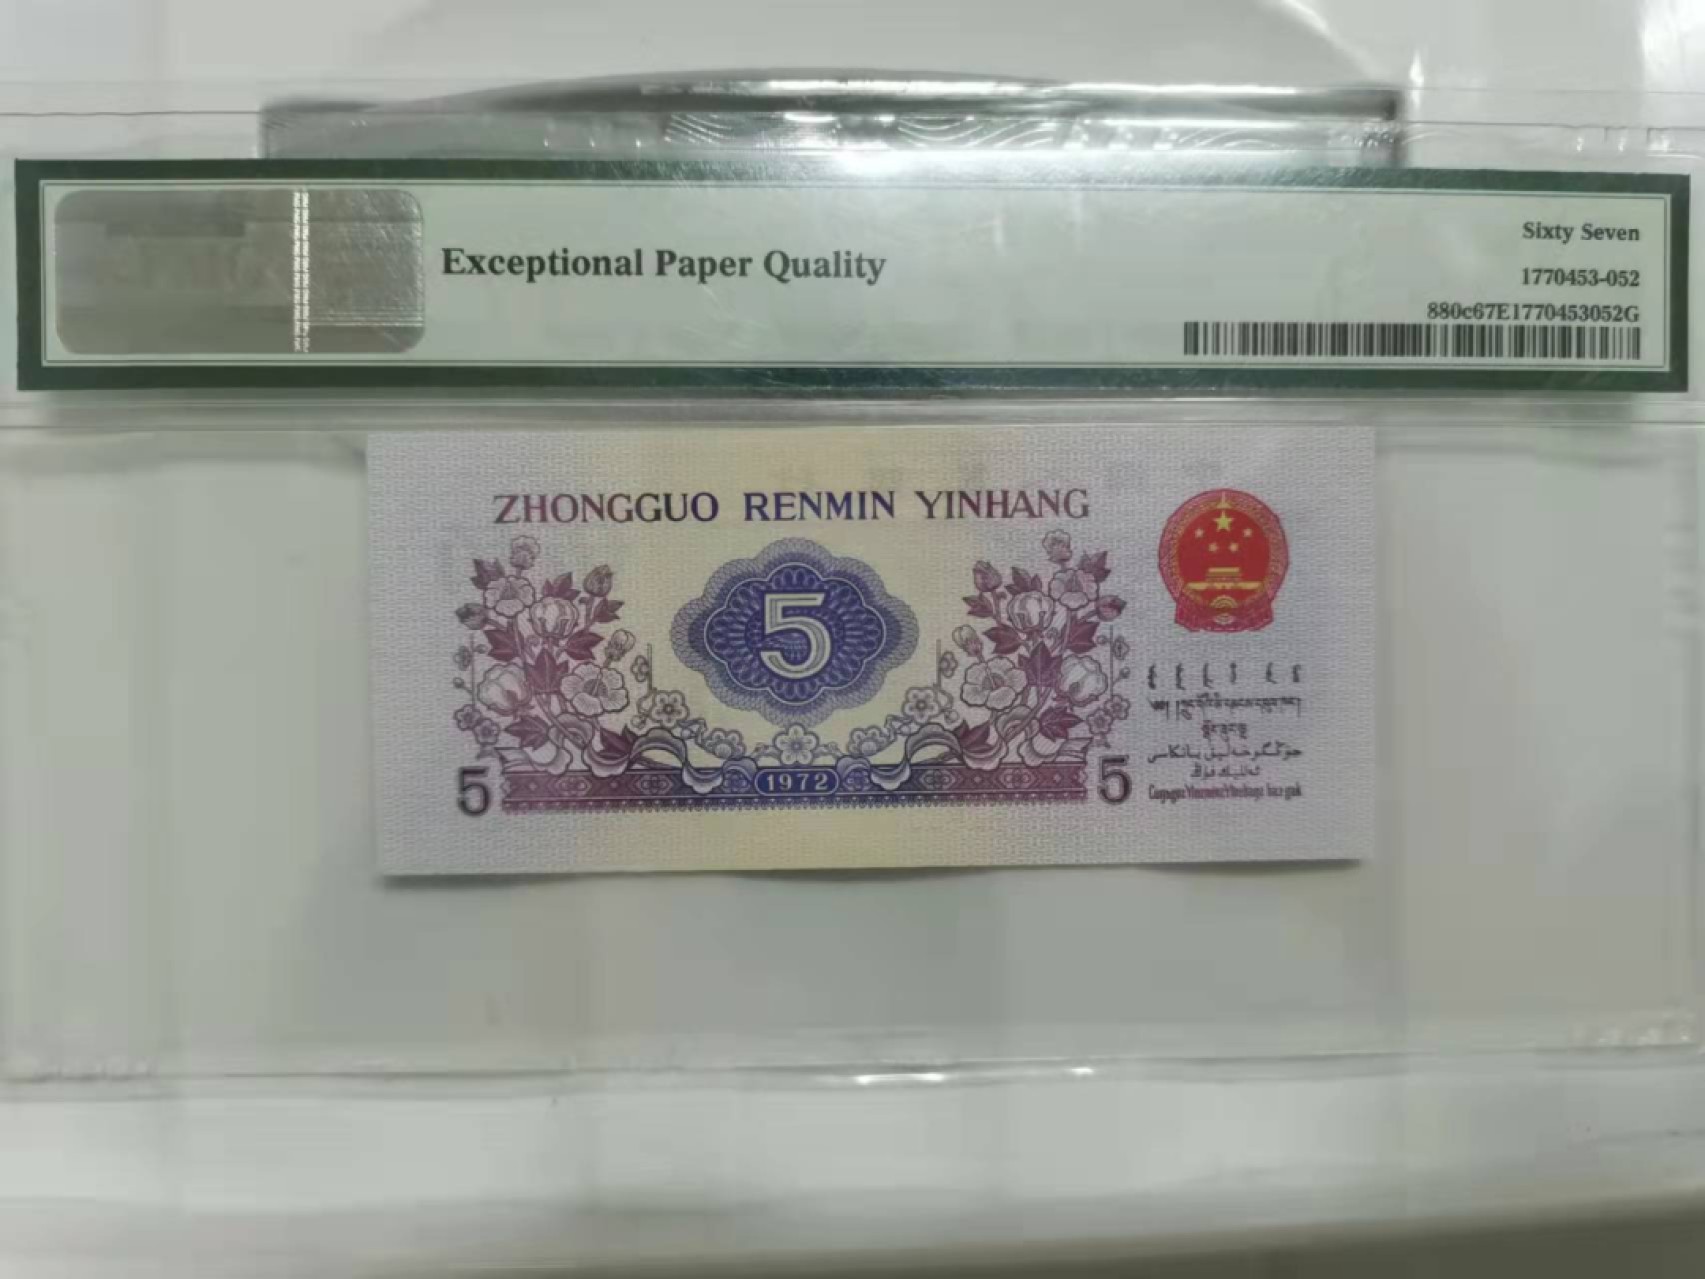 Exceptional Paper Quality
Sixty Seven
1770453-052
880c67E1770453052G
ZHONGGUO RENMIN YINHANG
5
1972
5
5